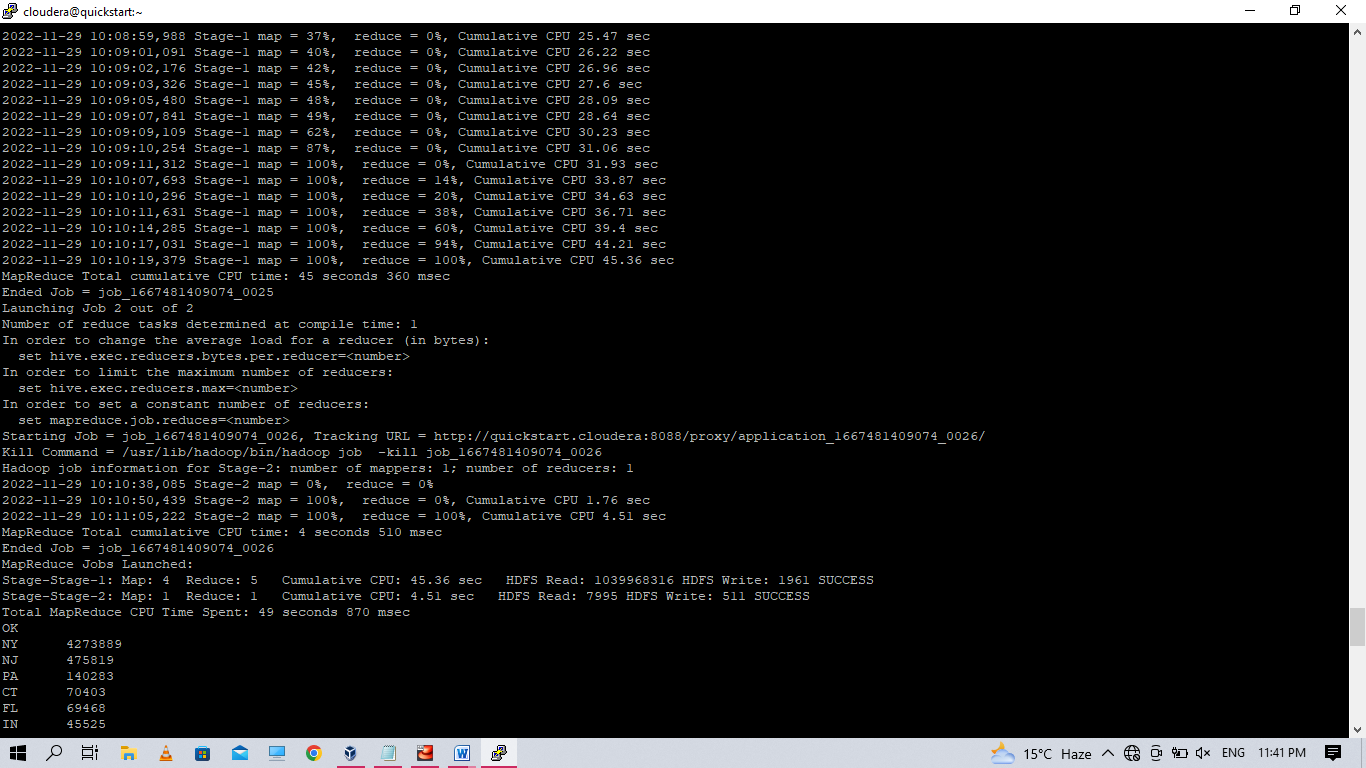 cloudera@quickstart:~
2022-11-29 10:08:59,988 Stage-1 map = 37%,  reduce = 0%, Cumulative CPU 25.47 sec
2022-11-29 10:09:01,091 Stage-1 map = 40%,  reduce = 0%, Cumulative CPU 26.22 sec
2022-11-29 10:09:02,176 Stage-1 map = 42%,  reduce = 0%, Cumulative CPU 26.96 sec
2022-11-29 10:09:03,326 Stage-1 map = 45%,  reduce = 0%, Cumulative CPU 27.6 sec
2022-11-29 10:09:05,480 Stage-1 map = 48%,  reduce = 0%, Cumulative CPU 28.09 sec
2022-11-29 10:09:07,841 Stage-1 map = 49%,  reduce = 0%, Cumulative CPU 28.64 sec
2022-11-29 10:09:09,109 Stage-1 map = 62%,  reduce = 0%, Cumulative CPU 30.23 sec
2022-11-29 10:09:10,254 Stage-1 map = 87%,  reduce = 0%, Cumulative CPU 31.06 sec
2022-11-29 10:09:11,312 Stage-1 map = 100%,  reduce = 0%, Cumulative CPU 31.93 sec
2022-11-29 10:10:07,693 Stage-1 map = 100%,  reduce = 14%, Cumulative CPU 33.87 sec
2022-11-29 10:10:10,296 Stage-1 map = 100%,  reduce = 20%, Cumulative CPU 34.63 sec
2022-11-29 10:10:11,631 Stage-1 map = 100%,  reduce = 38%, Cumulative CPU 36.71 sec
2022-11-29 10:10:14,285 Stage-1 map = 100%,  reduce = 60%, Cumulative CPU 39.4 sec
2022-11-29 10:10:17,031 Stage-1 map = 100%,  reduce = 94%, Cumulative CPU 44.21 sec
2022-11-29 10:10:19,379 Stage-1 map = 100%,  reduce = 100%, Cumulative CPU 45.36 sec
MapReduce Total cumulative CPU time: 45 seconds 360 msec
Ended Job = job_1667481409074_0025
Launching Job 2 out of 2
Number of reduce tasks determined at compile time: 1
In order to change the average load for a reducer (in bytes):
  set hive.exec.reducers.bytes.per.reducer=<number>
In order to limit the maximum number of reducers:
  set hive.exec.reducers.max=<number>
In order to set a constant number of reducers:
  set mapreduce.job.reduces=<number>
Starting Job = job_1667481409074_0026, Tracking URL = http://quickstart.cloudera:8088/proxy/application_1667481409074_0026/
Kill Command = /usr/lib/hadoop/bin/hadoop job  -kill job_1667481409074_0026
Hadoop job information for Stage-2: number of mappers: 1; number of reducers: 1
2022-11-29 10:10:38,085 Stage-2 map = 0%,  reduce = 0%
2022-11-29 10:10:50,439 Stage-2 map = 100%,  reduce = 0%, Cumulative CPU 1.76 sec
2022-11-29 10:11:05,222 Stage-2 map = 100%,  reduce = 100%, Cumulative CPU 4.51 sec
MapReduce Total cumulative CPU time: 4 seconds 510 msec
Ended Job = job_1667481409074_0026
MapReduce Jobs Launched:
Stage-Stage-1: Map: 4  Reduce: 5   Cumulative CPU: 45.36 sec   HDFS Read: 1039968316 HDFS Write: 1961 SUCCESS
Stage-Stage-2: Map: 1  Reduce: 1   Cumulative CPU: 4.51 sec   HDFS Read: 7995 HDFS Write: 511 SUCCESS
Total MapReduce CPU Time Spent: 49 seconds 870 msec
OK
NY      4273889
NJ      475819
PA      140283
CT      70403
FL      69468
IN      45525
15°C Haze ENG 11:41 PM